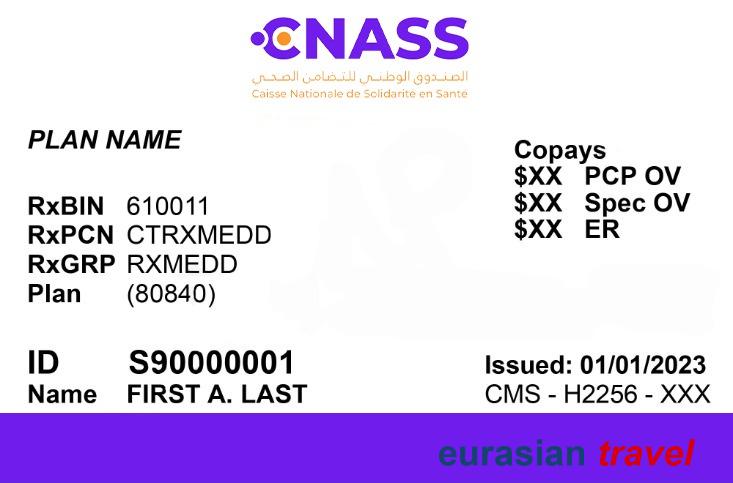 CNASS
الصندوق الوطني للتضامن الصحي
Caisse Nationale de Solidarité en Santé
PLAN NAME
Copays
$XX PCP OV
$XX Spec OV
$XX ER
RxBIN 610011
RxPCN CTRXMEDD
RxGRP RXMEDD
Plan (80840)
ID S90000001
Name FIRST A. LAST
Issued: 01/01/2023
CMS - H2256 - XXX
eurasian travel